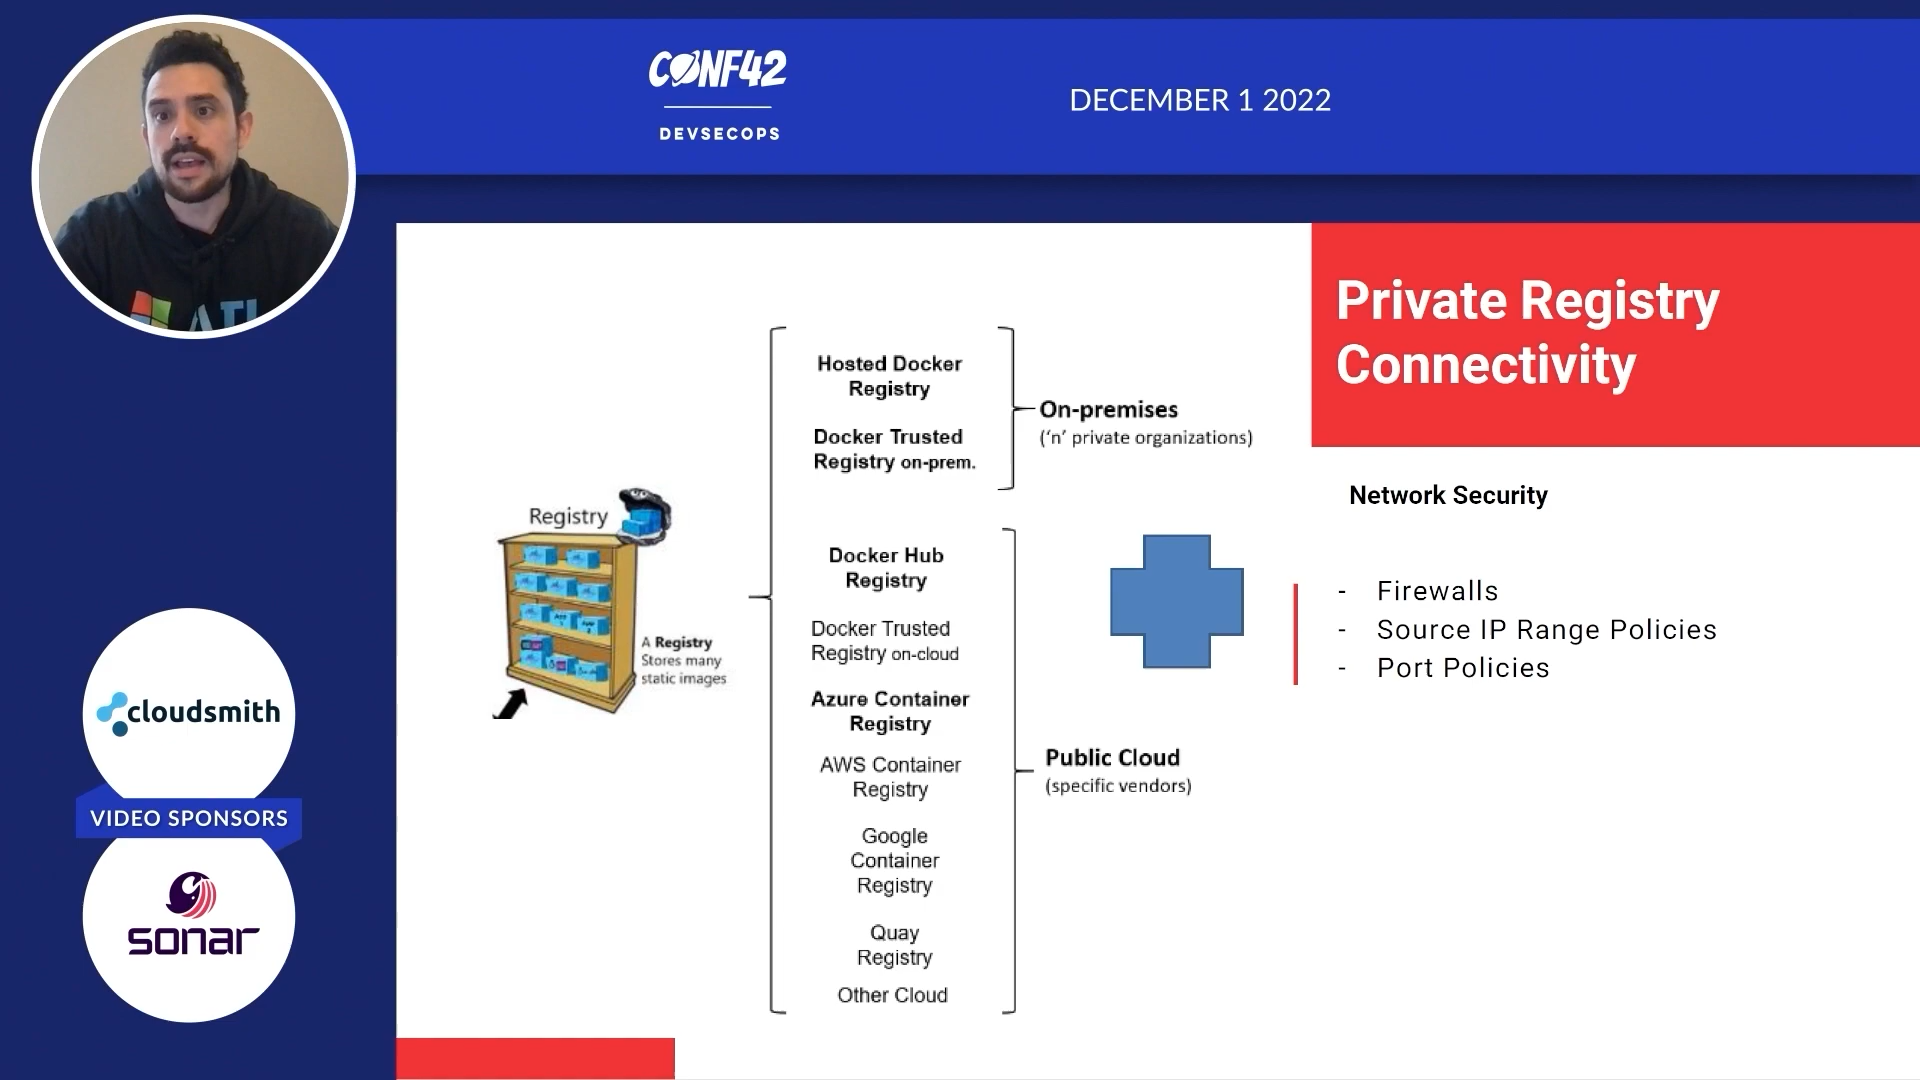 CONF42
DEVSECOPS
DECEMBER 1 2022
Private Registry
Connectivity
Network Security
- Firewalls
- Source IP Range Policies
- Port Policies
Registry
A Registry
Stores many
static images
Hosted Docker
Registry
Docker Trusted
Registry on-prem.
On-premises
('n' private organizations)
Docker Hub
Registry
Docker Trusted
Registry on-cloud
Azure Container
Registry
AWS Container
Registry
Google
Container
Registry
Quay
Registry
Other Cloud
Public Cloud
(specific vendors)
cloudsmith
VIDEO SPONSORS
sonar